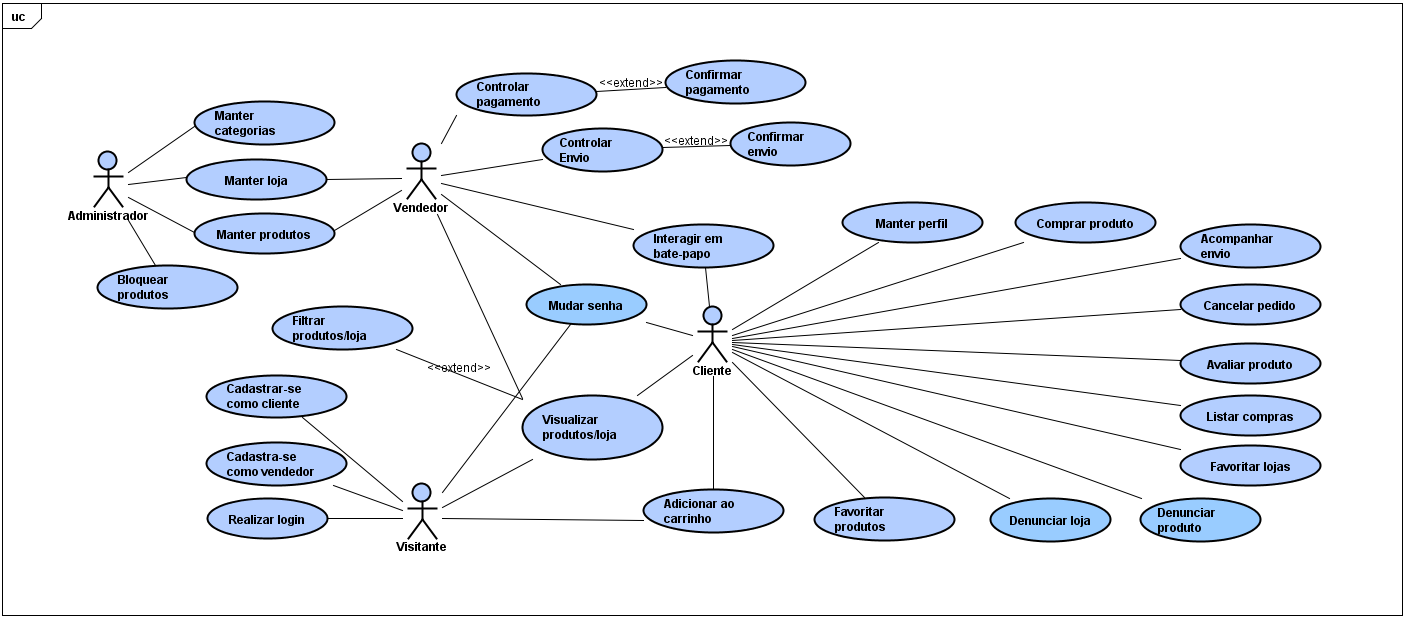 uc
Controlar
pagamento
<<extend>>
Confirmar
pagamento
Manter
categorias
Controlar
Envio
<<extend>>
Confirmar
envio
Manter loja
Administrador
Vendedor
Manter produtos
Interagir em
bate-papo
Manter perfil
Comprar produto
Acompanhar
envio
Bloquear
produtos
Mudar senha
Cancelar pedido
Filtrar
produtos/loja
<<extend>>
Cliente
Avaliar produto
Cadastrar-se
como cliente
Visualizar
produtos/loja
Listar compras
Cadastra-se
como vendedor
Favoritar lojas
Realizar login
Visitante
Adicionar ao
carrinho
Favoritar
produtos
Denunciar loja
Denunciar
produto